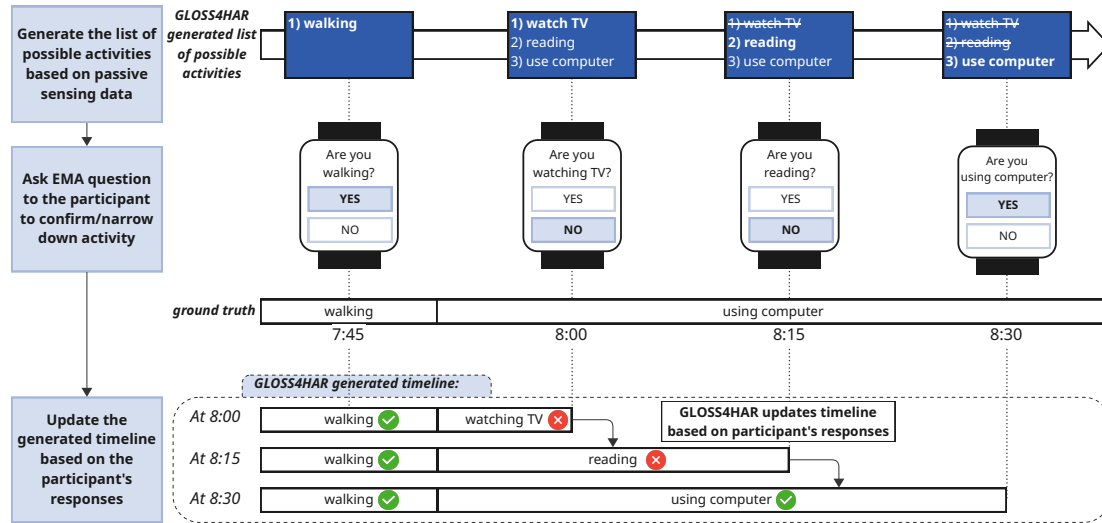 Generate the list of
possible activities
based on passive
sensing data
GLOSS4HAR
generated list
of possible
activities
1) walking
1) watch TV
2) reading
3) use computer
1) watch TV
2) reading
3) use computer
1) watch TV
2) reading
3) use computer
Ask EMA question
to the participant
to confirm/narrow
down activity
Are you
walking?
YES
NO
Are you
watching TV?
YES
NO
Are you
reading?
YES
NO
Are you
using computer?
YES
NO
ground truth
walking
using computer
7:45
8:00
8:15
8:30
GLOSS4HAR generated timeline:
Update the
generated timeline
based on the
participant's
responses
At 8:00
walking
watching TV
GLOSS4HAR updates timeline
based on participant's responses
At 8:15
walking
reading
At 8:30
walking
using computer